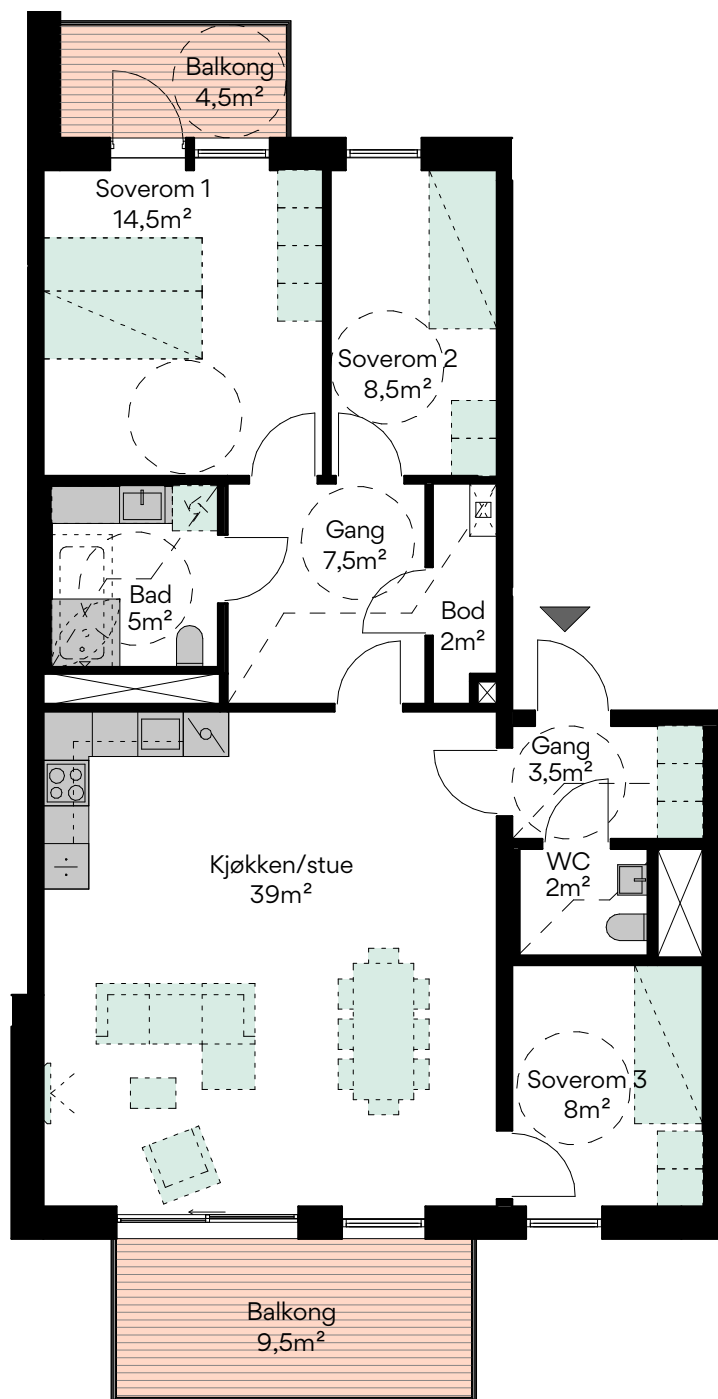 Balkong
4,5m²
Soverom 1
14,5m²
Soverom 2
8,5m²
Gang
7,5m²
Bad
5m²
Bod
2m²
Gang
3,5m²
Kjøkken/stue
39m²
WC
2m²
Soverom 3
8m²
Balkong
9,5m²